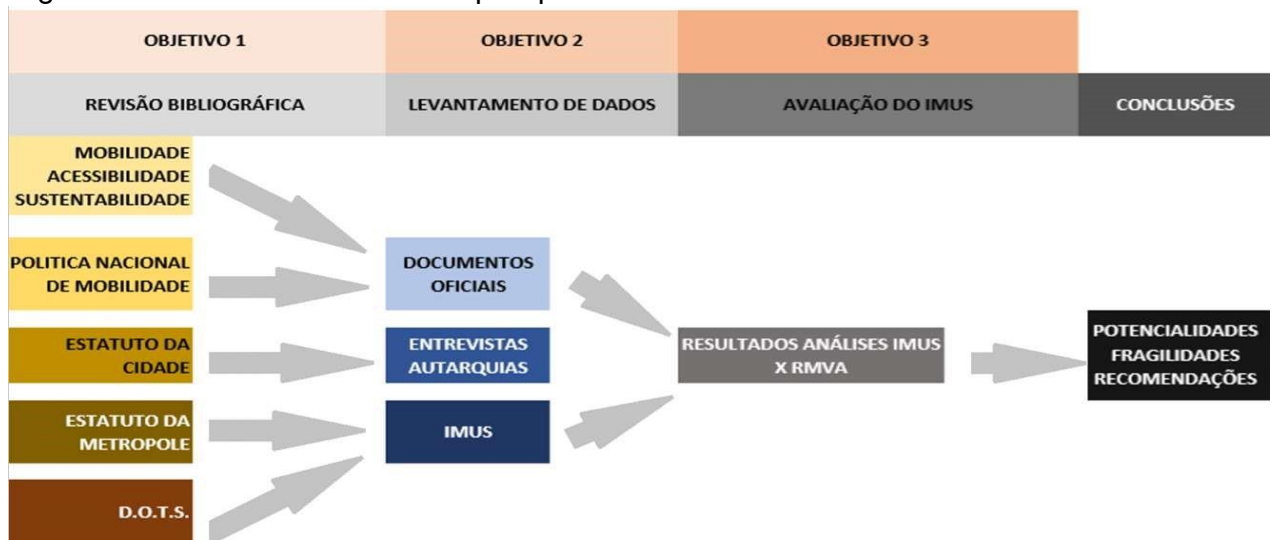 OBJETIVO 1
OBJETIVO 2
OBJETIVO 3
REVISÃO BIBLIOGRÁFICA
LEVANTAMENTO DE DADOS
AVALIAÇÃO DO IMUS
CONCLUSÕES
MOBILIDADE
ACESSIBILIDADE
SUSTENTABILIDADE
POLITICA NACIONAL
DE MOBILIDADE
ESTATUTO DA
CIDADE
ESTATUTO DA
METROPOLE
D.O.T.S.
DOCUMENTOS
OFICIAIS
ENTREVISTAS
AUTARQUIAS
IMUS
RESULTADOS ANÁLISES IMUS
X RMVA
POTENCIALIDADES
FRAGILIDADES
RECOMENDAÇÕES